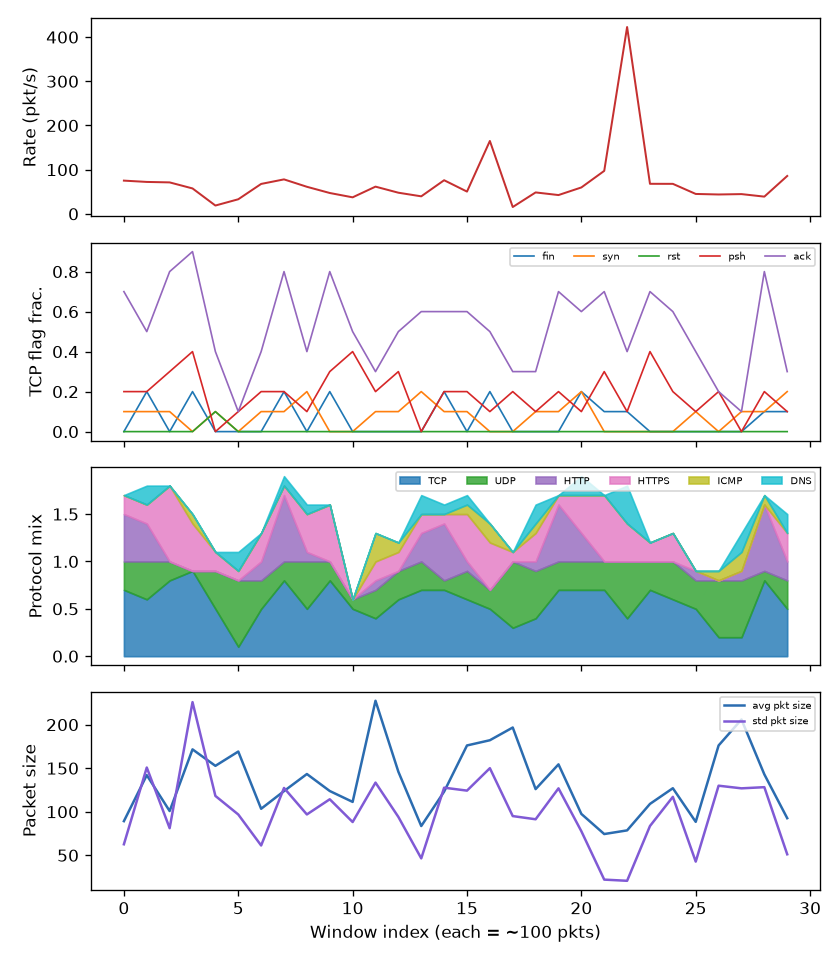 Rate (pkt/s)
400
300
200
100
0
TCP flag frac.
0.8
0.6
0.4
0.2
0.0
fin syn rst psh ack
Protocol mix
1.5
1.0
0.5
0.0
TCP UDP HTTP HTTPS ICMP DNS
Packet size
200
150
100
50
avg pkt size
std pkt size
0 5 10 15 20 25 30
Window index (each = ~100 pkts)